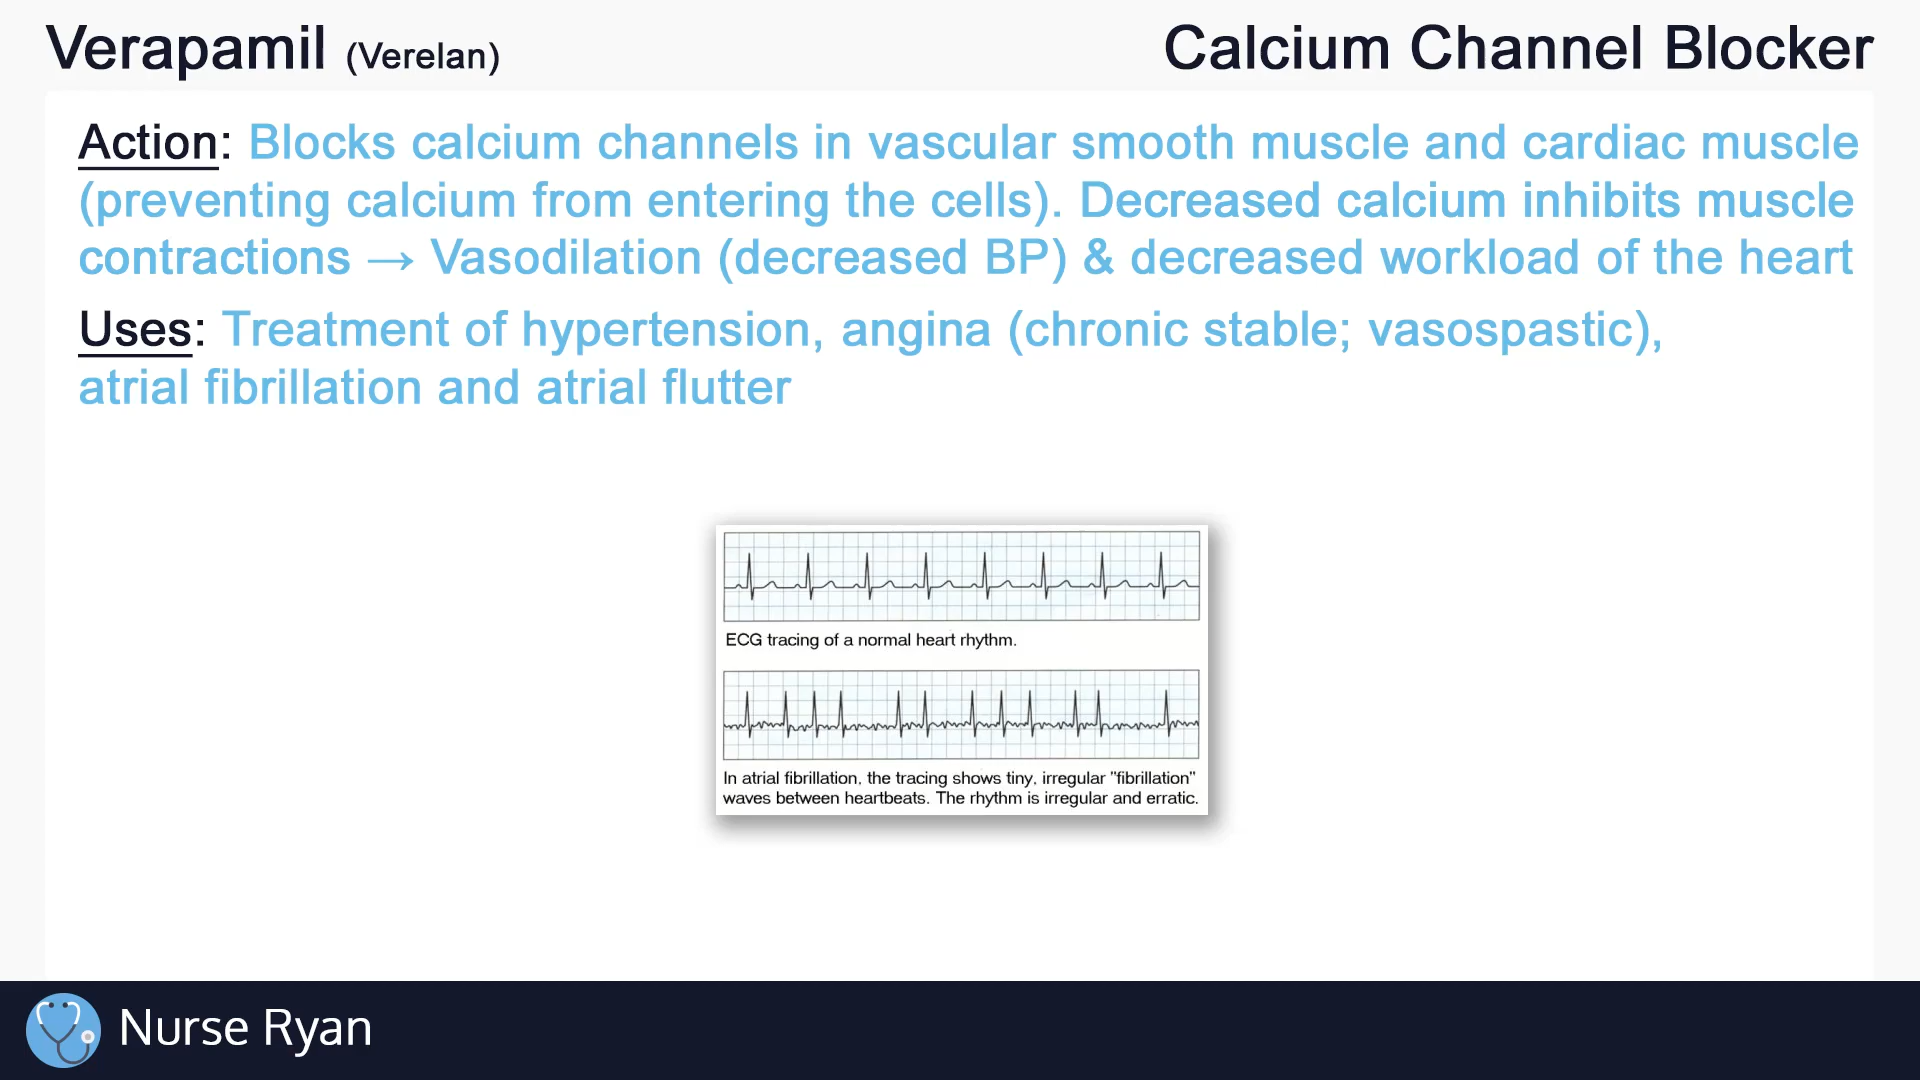 Verapamil (Verelan)
Calcium Channel Blocker
Action: Blocks calcium channels in vascular smooth muscle and cardiac muscle
(preventing calcium from entering the cells). Decreased calcium inhibits muscle
contractions → Vasodilation (decreased BP) & decreased workload of the heart
Uses: Treatment of hypertension, angina (chronic stable; vasospastic),
atrial fibrillation and atrial flutter
ECG tracing of a normal heart rhythm.
In atrial fibrillation, the tracing shows tiny, irregular "fibrillation"
waves between heartbeats. The rhythm is irregular and erratic.
Nurse Ryan